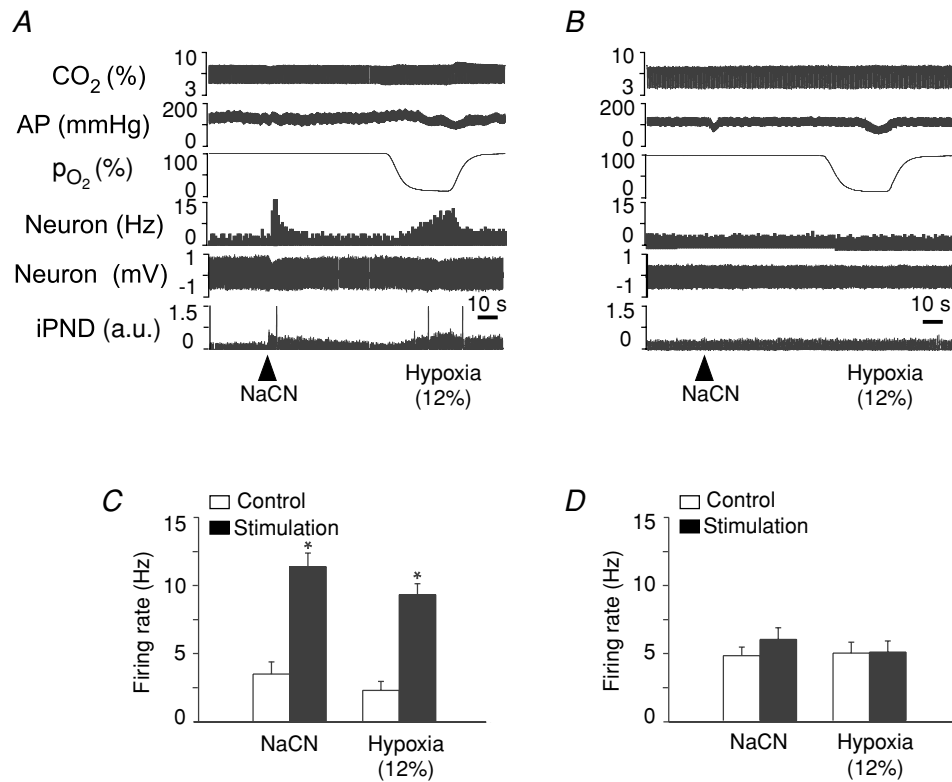 A
CO2 (%)
10
3
AP (mmHg)
200
0
pO2 (%)
100
0
Neuron (Hz)
15
0
Neuron (mV)
1
-1
iPND (a.u.)
1.5
0
10 s
NaCN
Hypoxia
(12%)
B
10
3
200
0
100
0
15
0
1
-1
1.5
0
10 s
NaCN
Hypoxia
(12%)
C
Control
Stimulation
Firing rate (Hz)
15
10
5
0
*
*
NaCN
Hypoxia
(12%)
D
Control
Stimulation
Firing rate (Hz)
15
10
5
0
NaCN
Hypoxia
(12%)